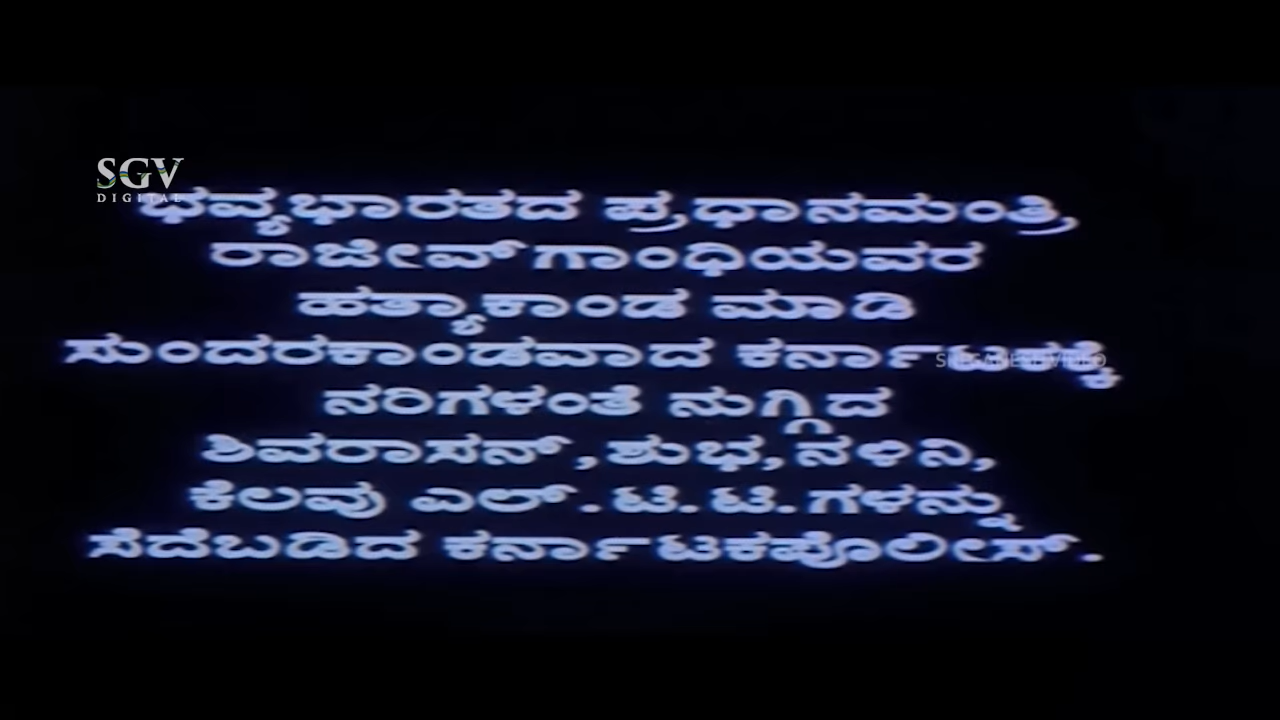 SGV
DIGITAL
ಭವ್ಯಭಾರತದ ಪ್ರಧಾನಮಂತ್ರಿ
ರಾಜೀವ್ ಗಾಂಧಿಯವರ
ಹತ್ಯಾಕಾಂಡ ಮಾಡಿ
ಸುಂದರಕಾಂಡವಾದ ಕರ್ನಾಟಕಕ್ಕೆ
ನರಿಗಳಂತೆ ನುಗ್ಗಿದ
ಶಿವರಾಸನ್, ಶುಭ, ನಳಿನಿ,
ಕೆಲವು ಎಲ್.ಟಿ.ಟಿ.ಗಳನ್ನು
ಸೆದೆಬಡಿದ ಕರ್ನಾಟಕಪೊಲೀಸ್.